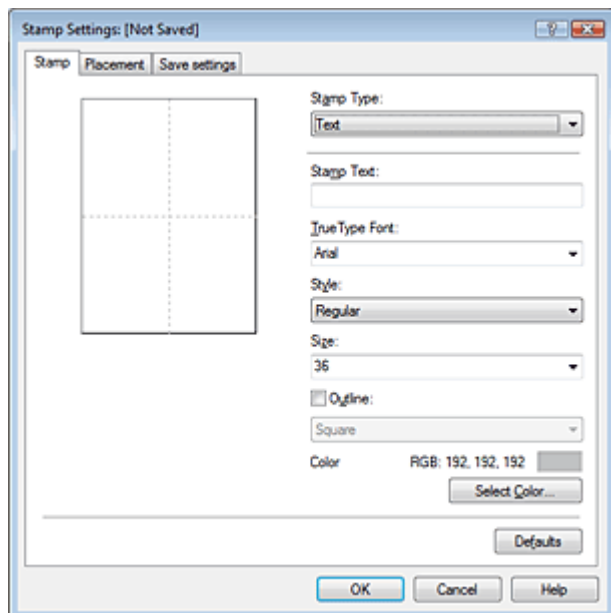 Stamp Settings: [Not Saved]
Stamp Placement Save settings
Stamp Type:
Text
Stamp Text:
TrueType Font:
Arial
Style:
Regular
Size:
36
Outline:
Square
Color RGB: 192, 192, 192
Select Color...
Defaults
OK Cancel Help